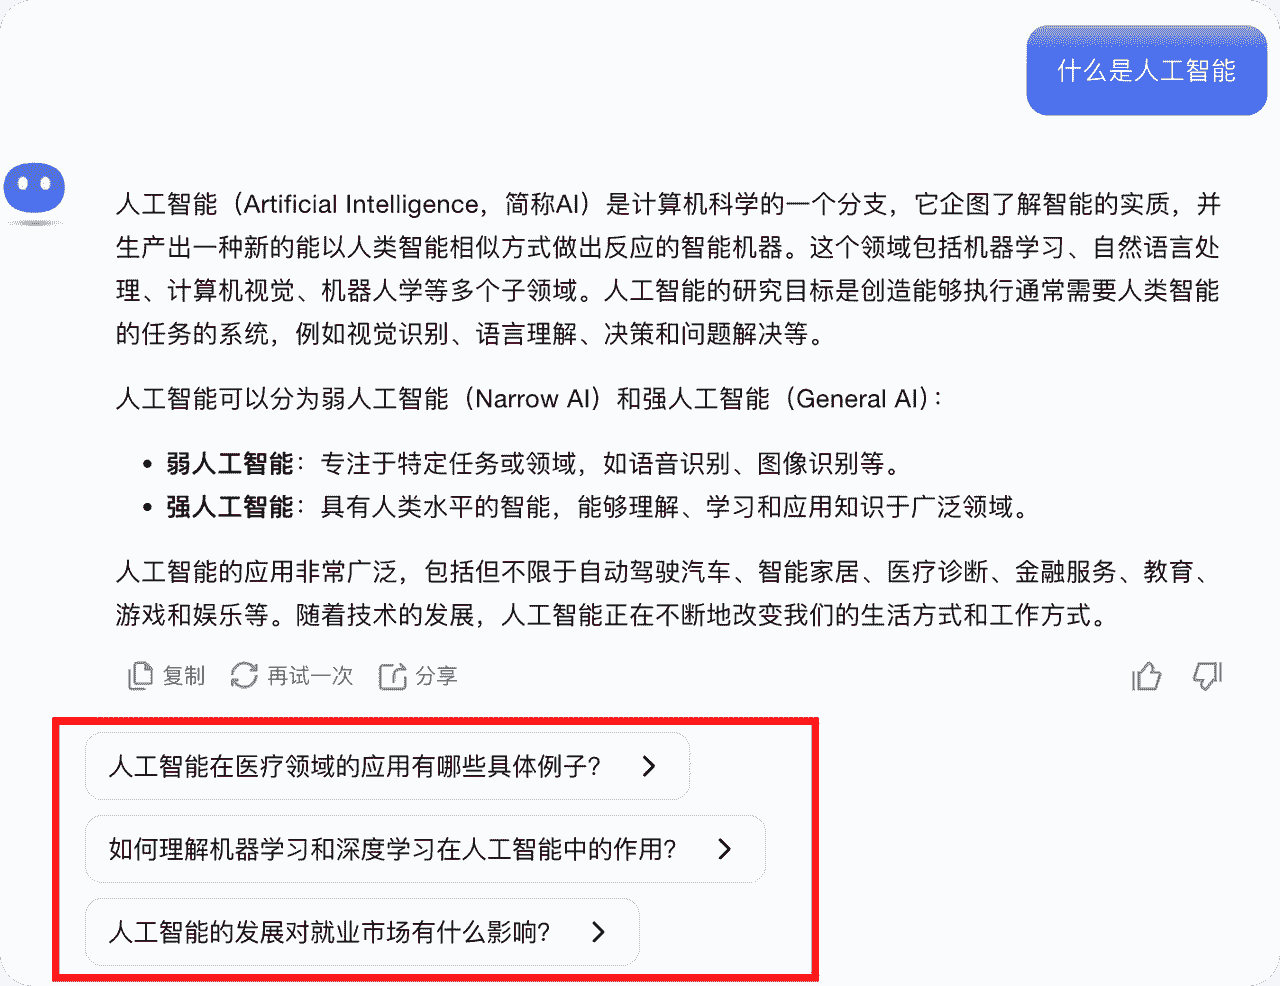 什么是人工智能
人工智能（Artificial Intelligence，简称AI）是计算机科学的一个分支，它企图了解智能的实质，并
生产出一种新的能以人类智能相似方式做出反应的智能机器。这个领域包括机器学习、自然语言处
理、计算机视觉、机器人学等多个子领域。人工智能的研究目标是创造能够执行通常需要人类智能
的任务的系统，例如视觉识别、语言理解、决策和问题解决等。
人工智能可以分为弱人工智能（Narrow AI）和强人工智能（General AI）：
• 弱人工智能：专注于特定任务或领域，如语音识别、图像识别等。
• 强人工智能：具有人类水平的智能，能够理解、学习和应用知识于广泛领域。
人工智能的应用非常广泛，包括但不限于自动驾驶汽车、智能家居、医疗诊断、金融服务、教育、
游戏和娱乐等。随着技术的发展，人工智能正在不断地改变我们的生活方式和工作方式。
复制 再试一次 分享
人工智能在医疗领域的应用有哪些具体例子？
如何理解机器学习和深度学习在人工智能中的作用？
人工智能的发展对就业市场有什么影响？